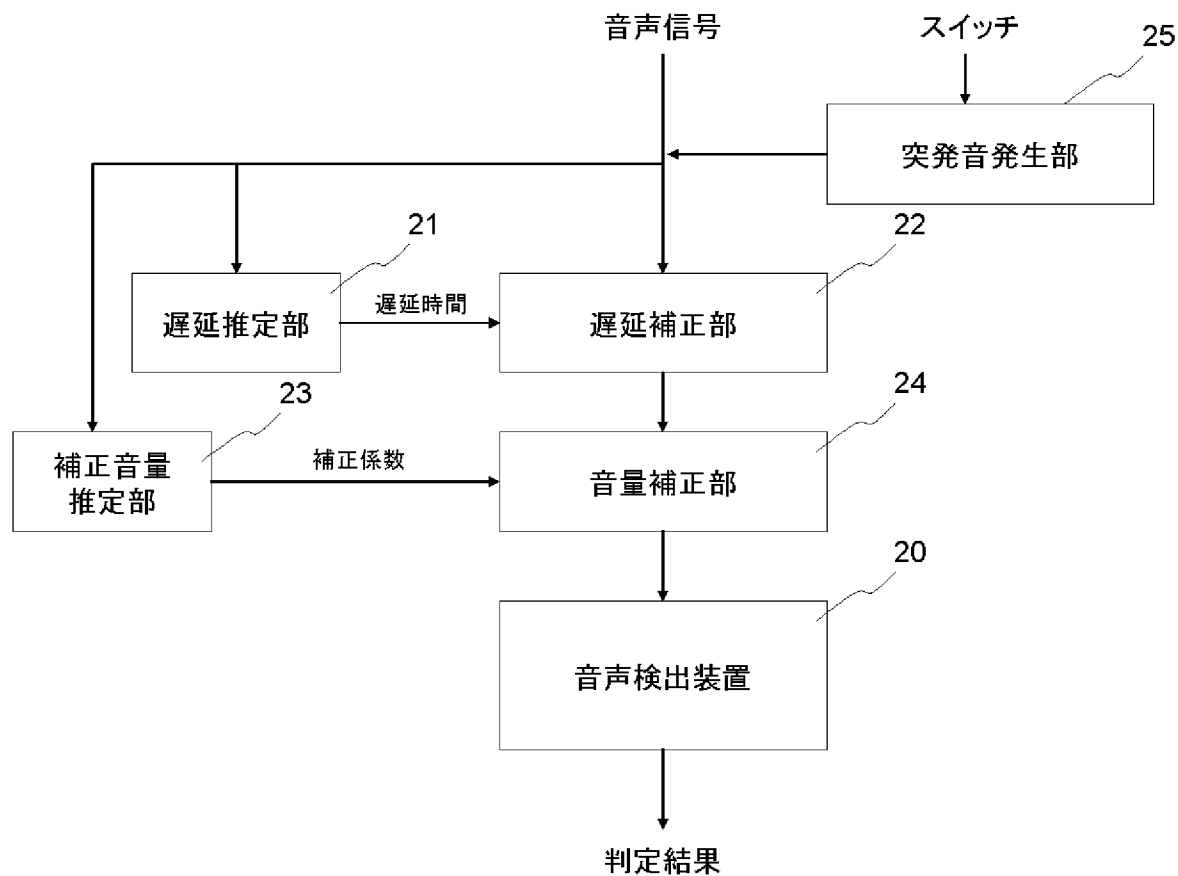 音声信号
スイッチ
25
突発音発生部
21
22
遅延推定部
遅延時間
遅延補正部
23
24
補正音量
推定部
補正係数
音量補正部
20
音声検出装置
判定結果